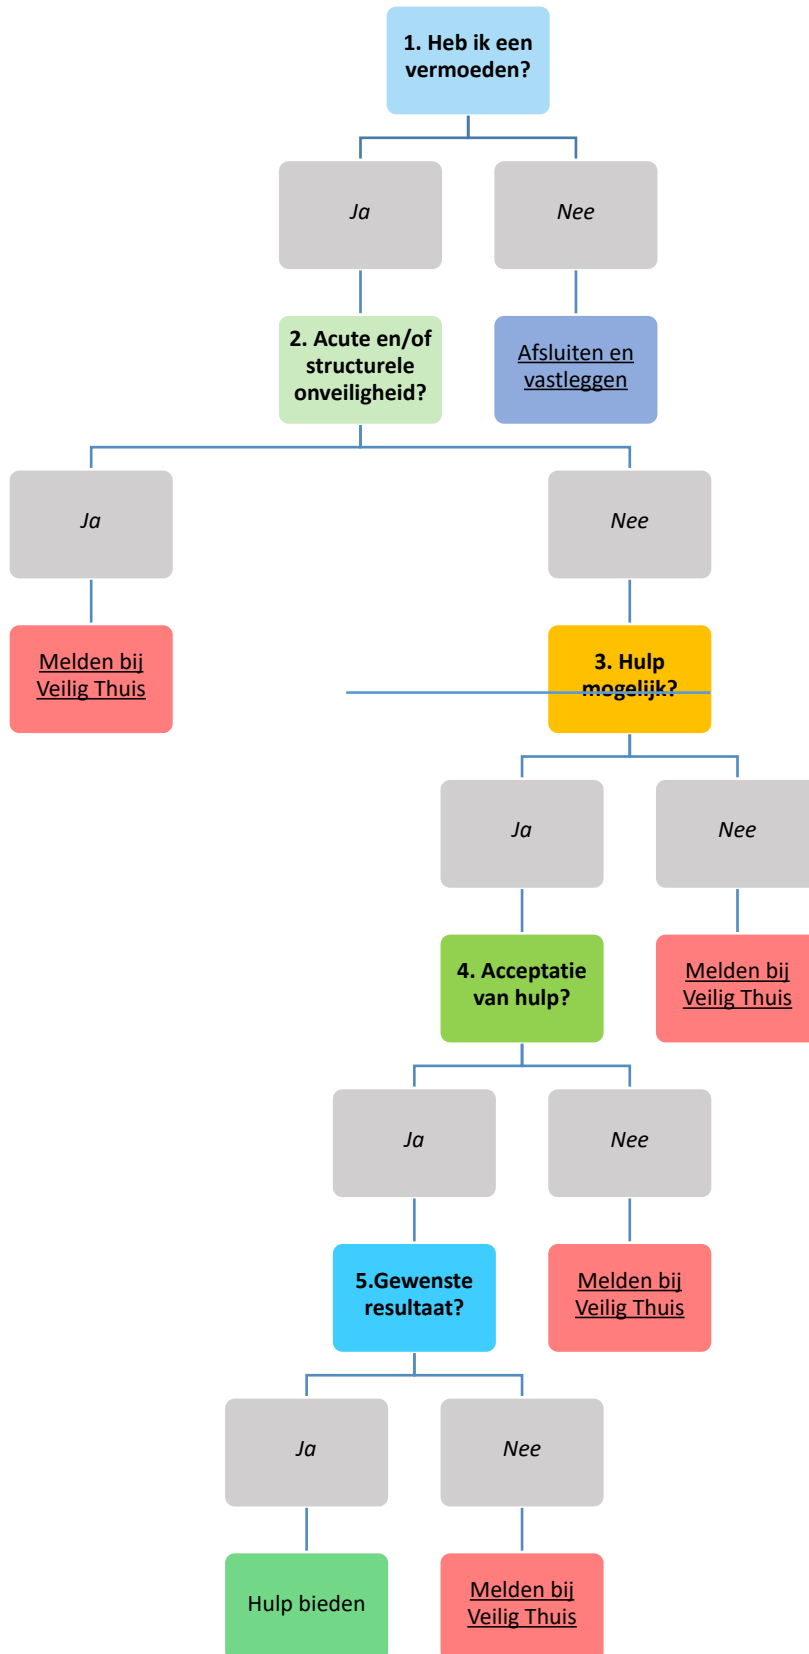 1. Heb ik een
vermoeden?
Ja
Nee
2. Acute en/of
structurele
onveiligheid?
Afsluiten en
vastleggen
Ja
Nee
Melden bij
Veilig Thuis
3. Hulp
mogelijk?
Ja
Nee
4. Acceptatie
van hulp?
Melden bij
Veilig Thuis
Ja
Nee
5.Gewenste
resultaat?
Melden bij
Veilig Thuis
Ja
Nee
Hulp bieden
Melden bij
Veilig Thuis